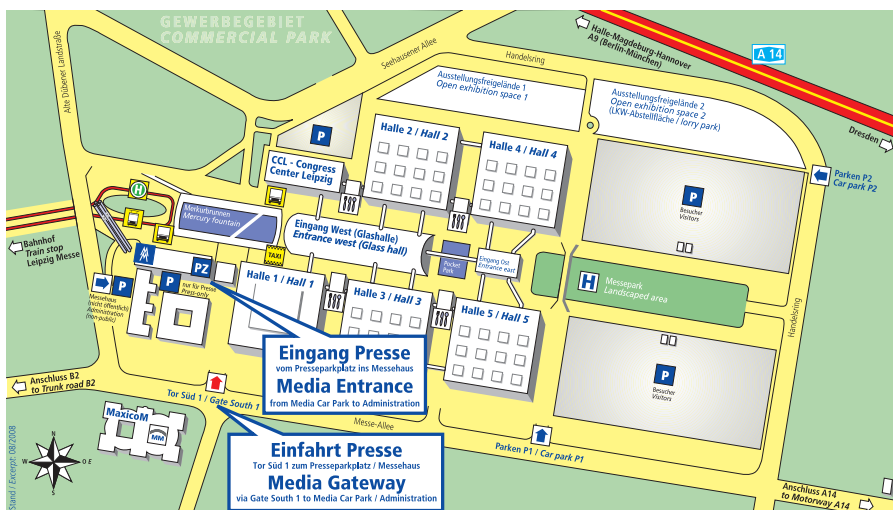 GEWERBEGEBIET
COMMERCIAL PARK
Alte Dübener Landstraße
Seehausener Allee
Handelsring
Halle-Magdeburg-Hannover
A9 (Berlin-München)
A 14
Dresden
Ausstellungsfreigelände 1
Open exhibition space 1
Ausstellungsfreigelände 2
Open exhibition space 2
(LKW-Abstellfläche / lorry park)
Parken P2
Car park P2
P
Halle 2 / Hall 2
Halle 4 / Hall 4
CCL - Congress
Center Leipzig
P
Besucher
Visitors
H
Merkurbrunnen
Mercury fountain
Eingang West (Glashalle)
Entrance west (Glass hall)
Pocket
Park
Eingang Ost
Entrance east
TAXI
Bahnhof
Train stop
Leipzig Messe
PZ
P
P
nur für Presse
Press-only
Messehaus
(nicht öffentlich)
Administration
(non-public)
Halle 1 / Hall 1
Halle 3 / Hall 3
Halle 5 / Hall 5
H
Messepark
Landscaped area
Handelsring
P
Besucher
Visitors
Eingang Presse
vom Presseparkplatz ins Messehaus
Media Entrance
from Media Car Park to Administration
Anschluss B2
to Trunk road B2
Tor Süd 1 / Gate South 1
Messe-Allee
MaxicoM
MM
Einfahrt Presse
Tor Süd 1 zum Presseparkplatz / Messehaus
Media Gateway
via Gate South 1 to Media Car Park / Administration
Parken P1 / Car park P1
Anschluss A14
to Motorway A14
N
W
O E
S
Stand / Excerpt: 08/2008